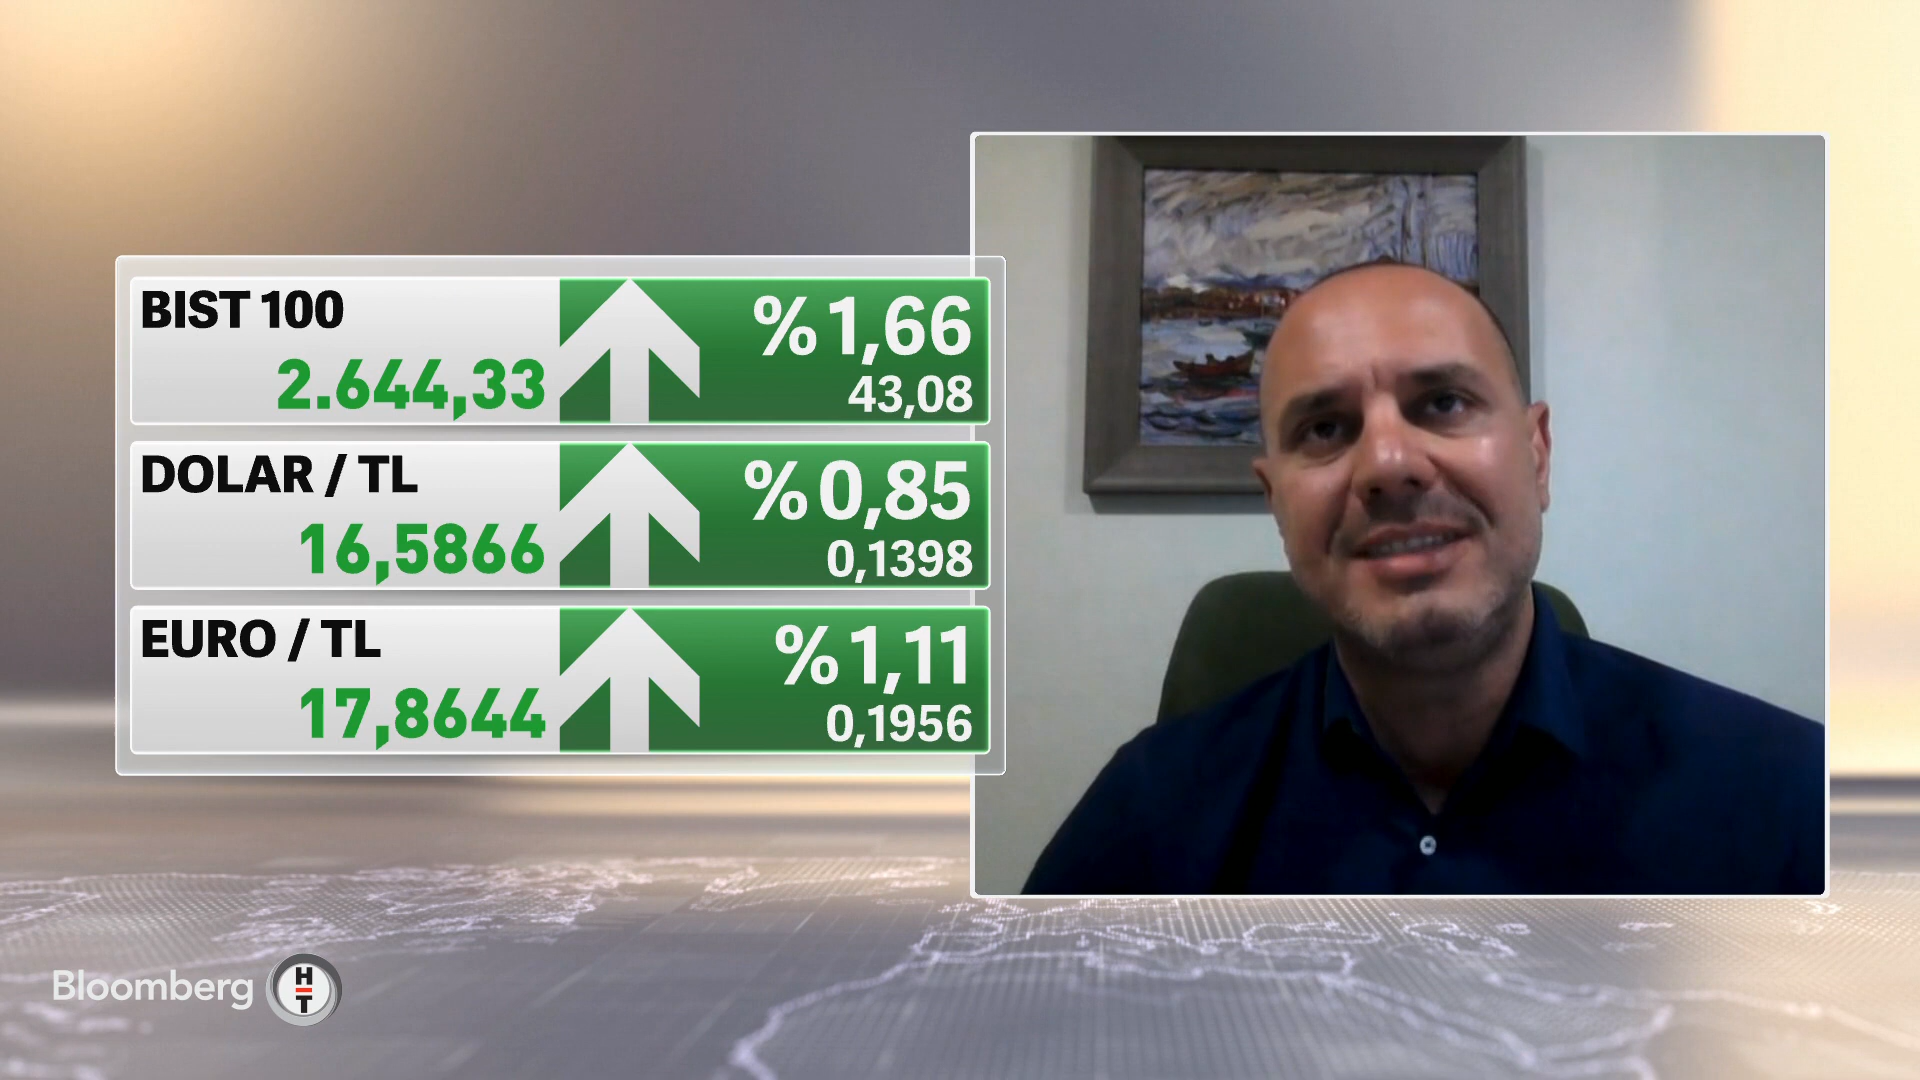 BIST 100
2.644,33
%1,66
43,08
DOLAR / TL
16,5866
%0,85
0,1398
EURO / TL
17,8644
%1,11
0,1956
Bloomberg HT